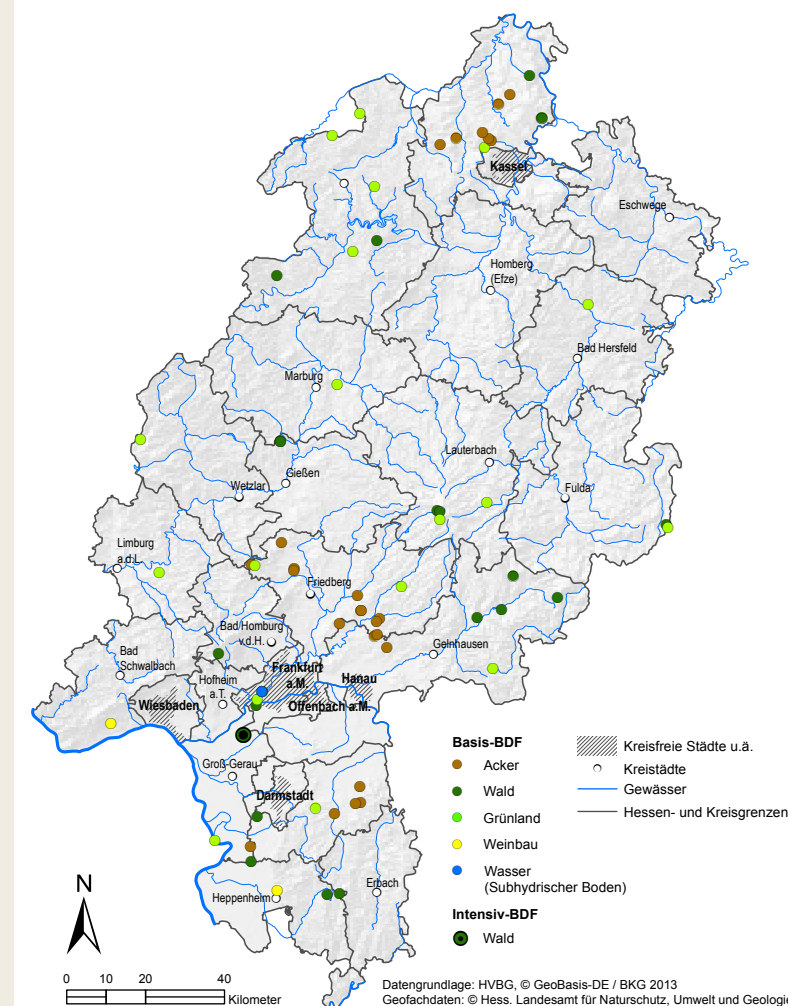 Kassel
Eschwege
Homberg
(Efze)
Bad Hersfeld
Marburg
Lauterbach
Gießen
Wetzlar
Fulda
Limburg
a.d.L.
Friedberg
Bad Homburg
v.d.H.
Gelnhausen
Bad
Schwalbach
Frankfurt
a.M.
Hanau
Hofheim
a.T.
Wiesbaden
Offenbach a.M.
Groß-Gerau
Darmstadt
Erbach
Heppenheim
Basis-BDF
Acker
Wald
Grünland
Weinbau
Wasser
(Subhydrischer Boden)
Intensiv-BDF
Wald
Kreisfreie Städte u.ä.
Kreistädte
Gewässer
Hessen- und Kreisgrenzen
N
0 10 20 40
Kilometer
Datengrundlage: HVBG, © GeoBasis-DE / BKG 2013
Geofachdaten: © Hess. Landesamt für Naturschutz, Umwelt und Geologie